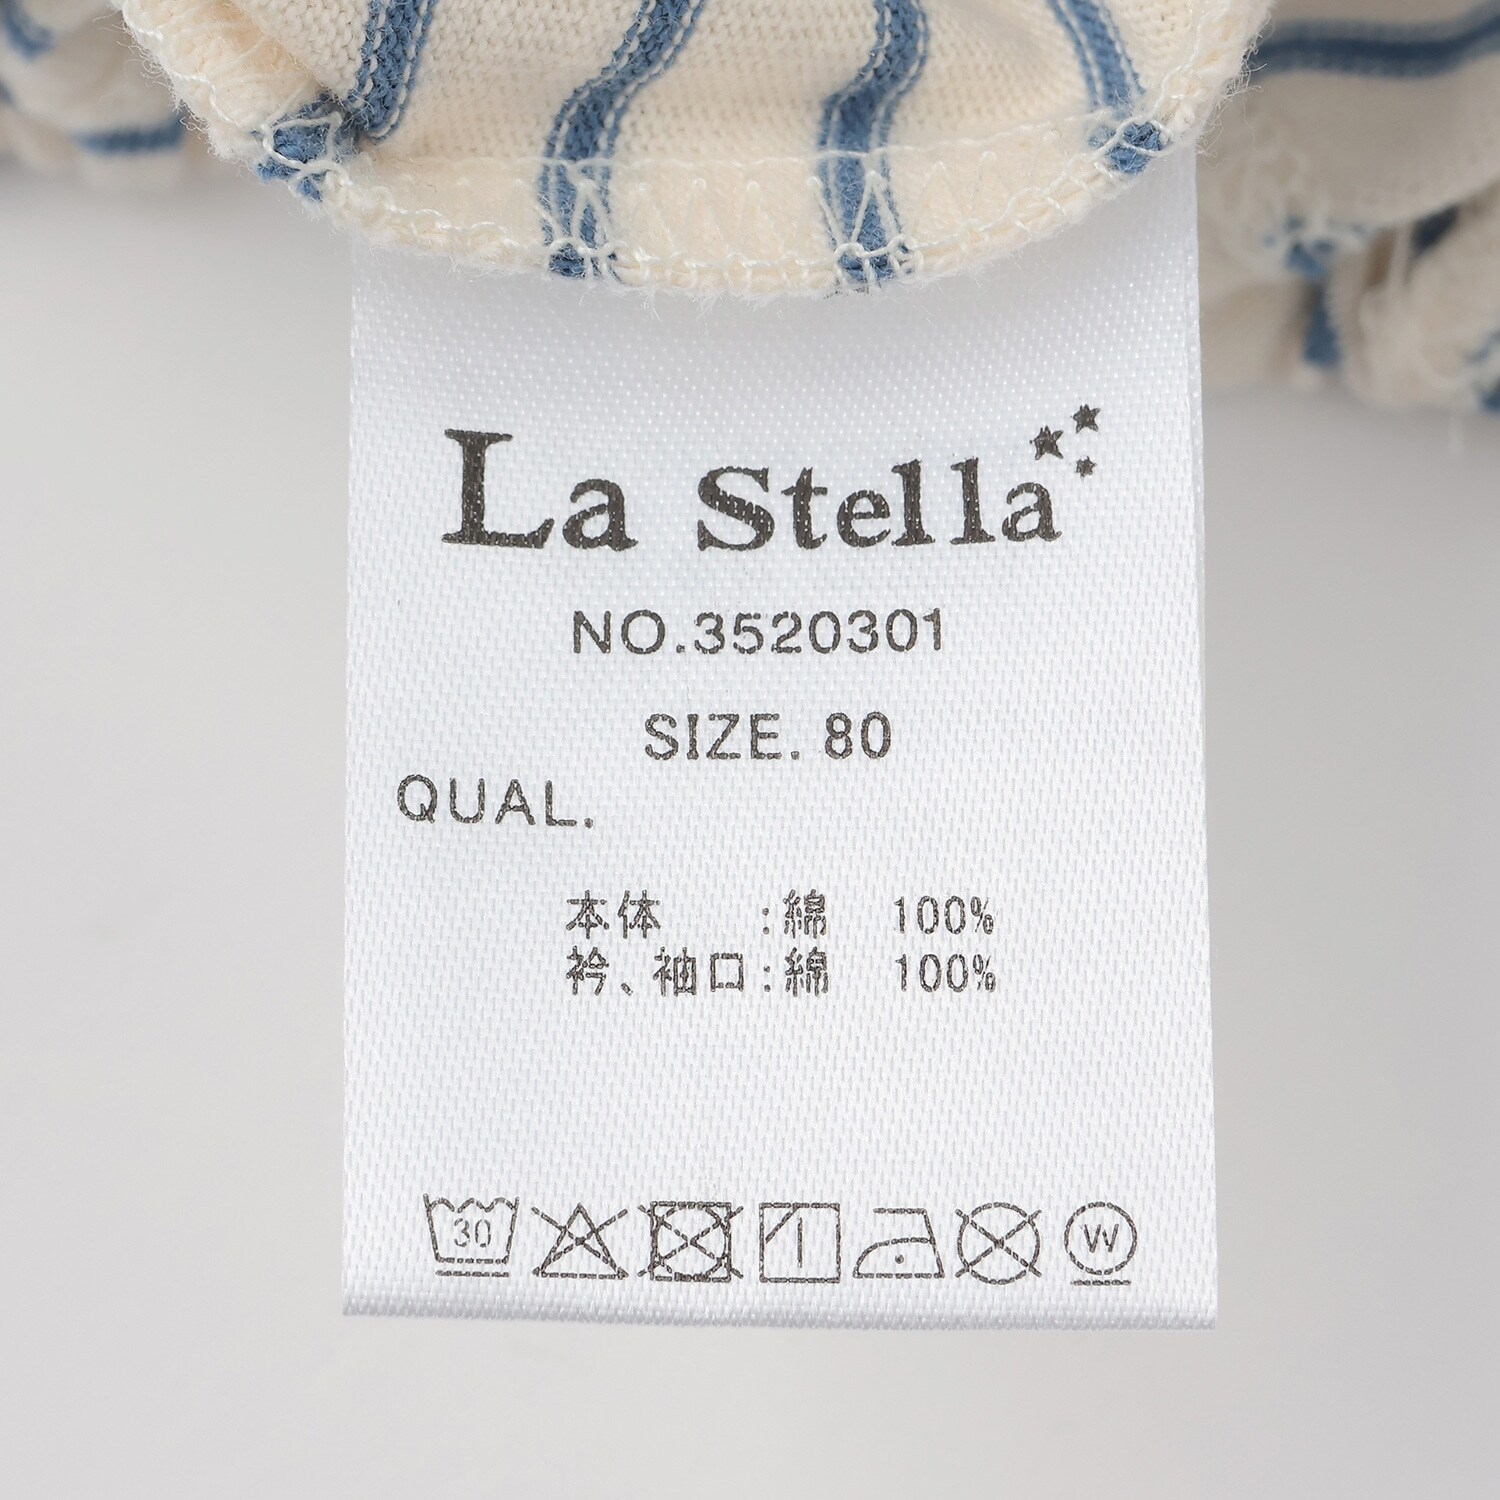 La Stella
NO.3520301
SIZE. 80
QUAL.
本体　　:綿　100%
衿、袖口:綿　100%
30 W